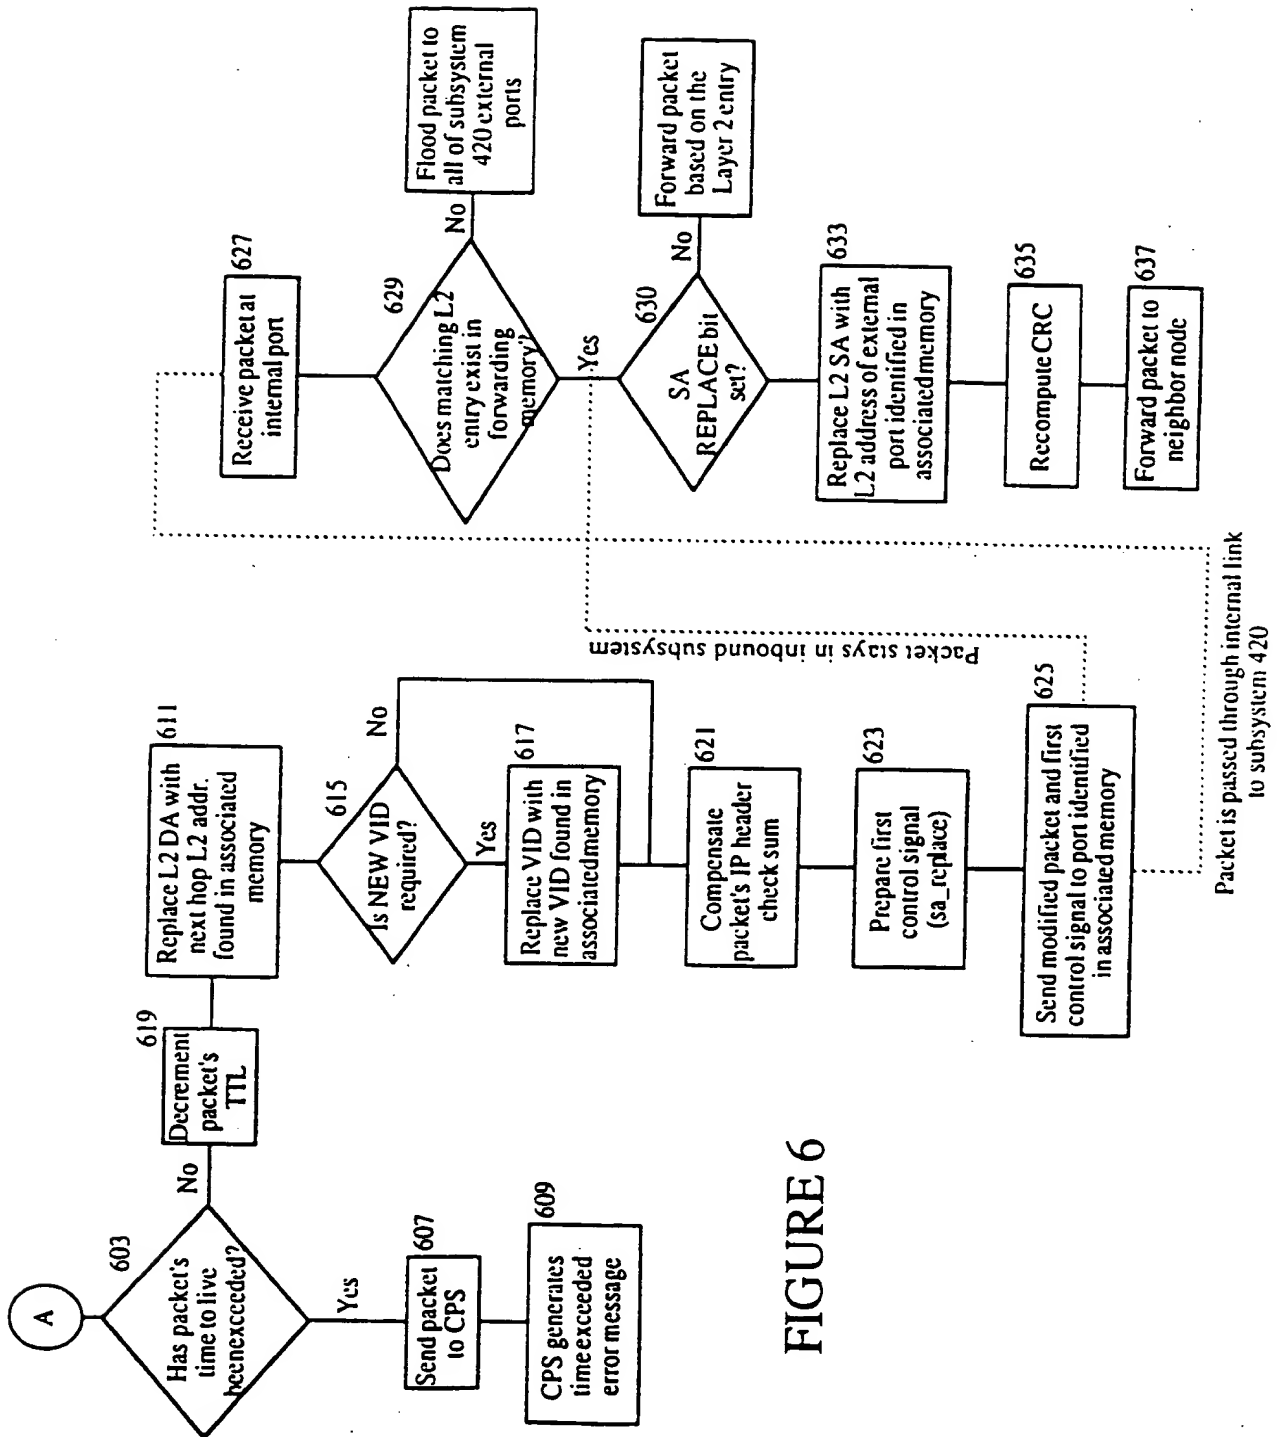 A
603
Has packet's
time to live
been exceeded?
Yes
No
607
Send packet
to CPS
609
CPS generates
time exceeded
error message
619
Decrement
packet's
TTL
611
Replace L2 DA with
next hop L2 addr.
found in associated
memory
615
Is NEW VID
required?
No
Yes
617
Replace VID with
new VID found in
associated memory
621
Compensate
packet's IP header
check sum
623
Prepare first
control signal
(sa_replace)
625
Send modified packet and first
control signal to port identified
in associated memory
Packet stays in inbound subsystem
Packet is passed through internal link
to subsystem 420
627
Receive packet at
internal port
629
Does matching L2
entry exist in
forwarding
memory?
No
Flood packet to
all of subsystem
420 external
ports
Yes
630
SA
REPLACE bit
set?
No
Forward packet
based on the
Layer 2 entry
633
Replace L2 SA with
L2 address of external
port identified in
associated memory
635
Recompute CRC
637
Forward packet to
neighbor node
FIGURE 6